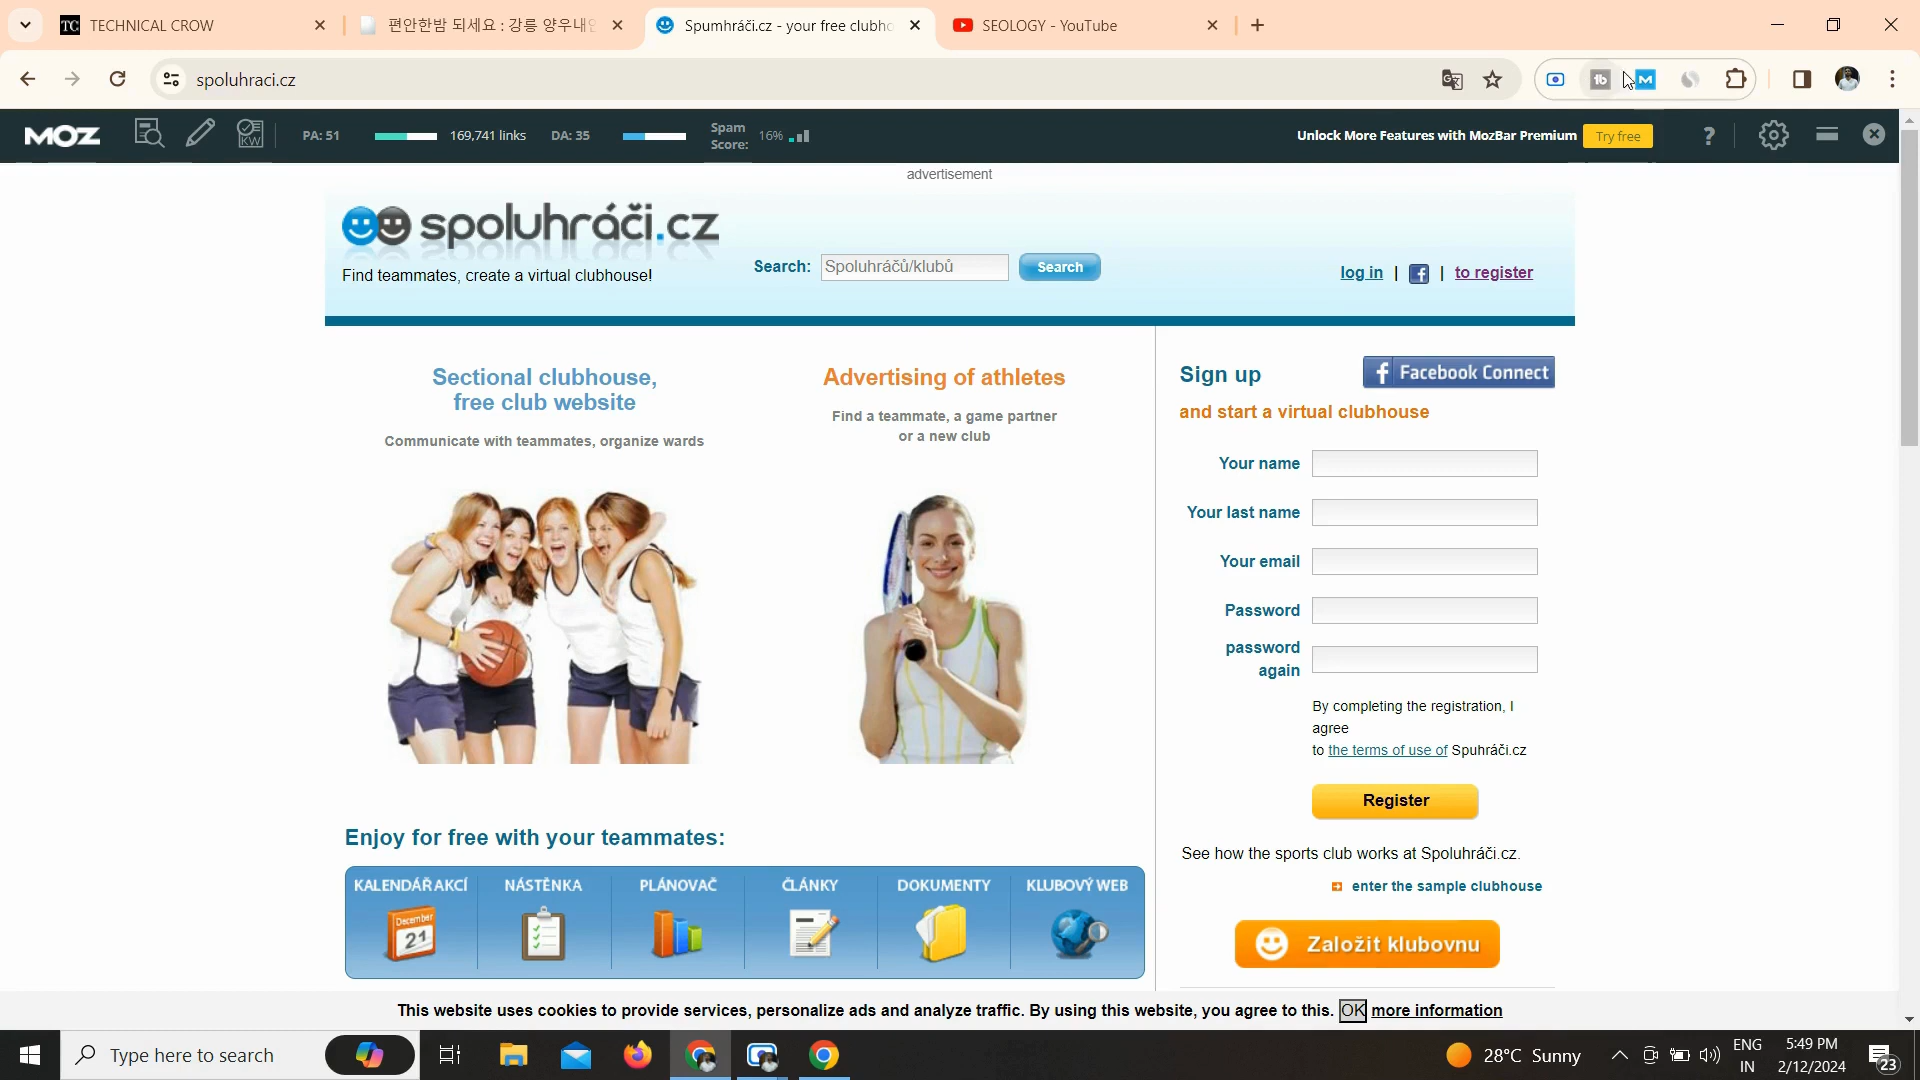 TECHNICAL CROW
편안한밤 되세요 : 강릉 양우내안
Spumhráči.cz - your free clubho
SEOLOGY - YouTube
spoluhraci.cz
MOZ
PA: 51
169,741 links
DA: 35
Spam
Score:
16%
Unlock More Features with MozBar Premium
Try free
?
advertisement
spoluhráči.cz
Find teammates, create a virtual clubhouse!
Search:
Spoluhráčů/klubů
Search
log in | f | to register
Sectional clubhouse,
free club website
Communicate with teammates, organize wards
Advertising of athletes
Find a teammate, a game partner
or a new club
Sign up
f Facebook Connect
and start a virtual clubhouse
Your name
Your last name
Your email
Password
password
again
By completing the registration, I
agree
to the terms of use of Spuhráči.cz
Register
See how the sports club works at Spoluhráči.cz.
enter the sample clubhouse
Založit klubovnu
Enjoy for free with your teammates:
KALENDÁŘ AKCÍ
NÁSTĚNKA
PLÁNOVAČ
ČLÁNKY
DOKUMENTY
KLUBOVÝ WEB
December
21
This website uses cookies to provide services, personalize ads and analyze traffic. By using this website, you agree to this. OK more information
Type here to search
28°C Sunny
ENG
IN
5:49 PM
2/12/2024
23